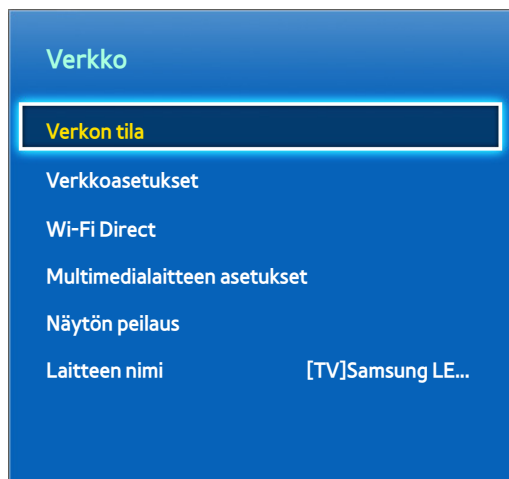 Verkko
Verkon tila
Verkkoasetukset
Wi-Fi Direct
Multimedialaitteen asetukset
Näytön peilaus
Laitteen nimi [TV]Samsung LE...